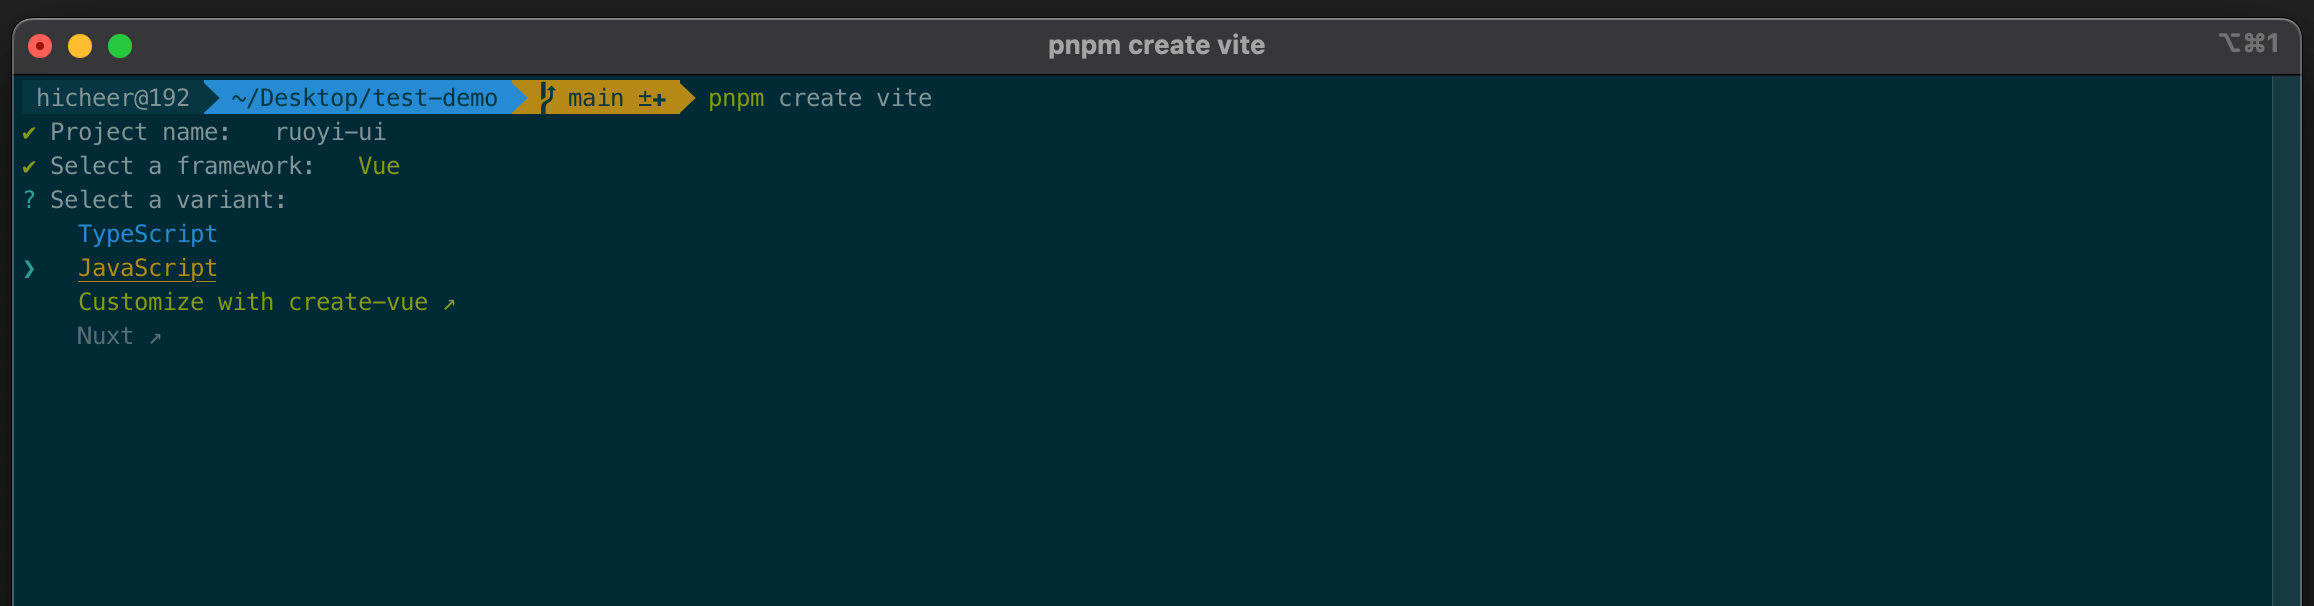 pnpm create vite
⌥⌘1
hicheer@192 ~/Desktop/test-demo main ±✚ pnpm create vite
✔ Project name: ruoyi-ui
✔ Select a framework: Vue
? Select a variant:
TypeScript
❯ JavaScript
Customize with create-vue ↗
Nuxt ↗